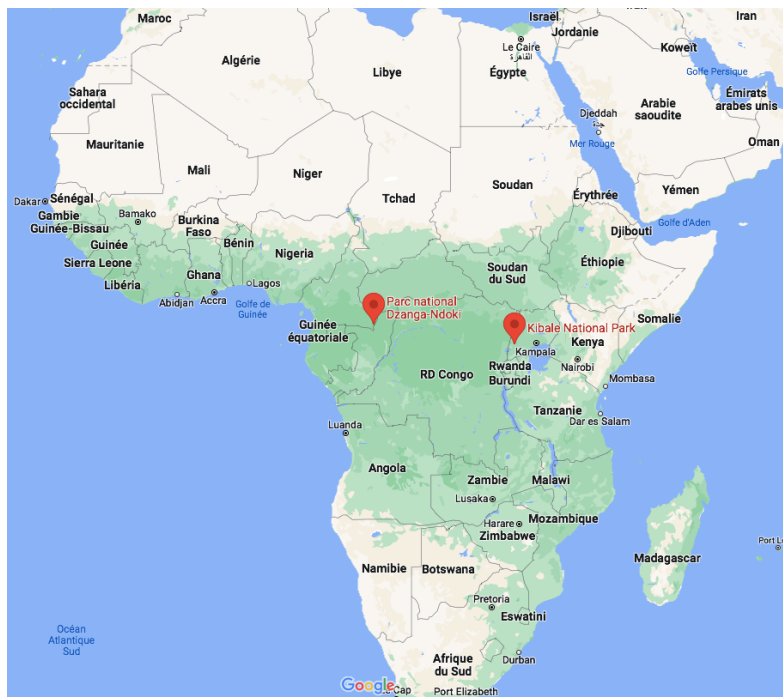 Maroc
Israël
Iran
Jordanie
Le Caire
القاهرة
Koweït
Algérie
Libye
Égypte
Golfe Persique
Sahara
occidental
Émirats
arabes unis
Djeddah
Arabie
saoudite
Mer Rouge
Oman
Mauritanie
Mali
Niger
Tchad
Soudan
Érythrée
Yémen
Dakar
Sénégal
Gambie
Guinée-Bissau
Bamako
Burkina
Faso
Golfe d'Aden
Djibouti
Guinée
Bénin
Nigeria
Sierra Leone
Ghana
Soudan
du Sud
Éthiopie
Libéria
Lagos
Abidjan
Accra
Golfe de
Guinée
Parc national
Dzanga-Ndoki
Somalie
Guinée
équatoriale
Kibale National Park
Kampala
Kenya
RD Congo
Rwanda
Burundi
Nairobi
Mombasa
Tanzanie
Dar es Salam
Luanda
Angola
Zambie
Malawi
Lusaka
Mozambique
Harare
Zimbabwe
Madagascar
Port L
Namibie
Botswana
Pretoria
Eswatini
Océan
Atlantique
Sud
Afrique
du Sud
Durban
Google
Cap
Port Elizabeth